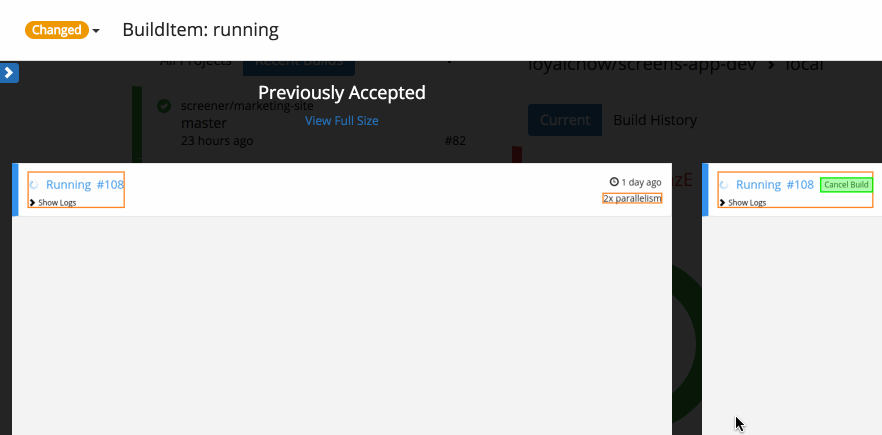 Changed
BuildItem: running
All Projects Recent Builds
loyalchow/screens-app-dev > local
Previously Accepted
screener/marketing-site
master
View Full Size
23 hours ago
#82
Current Build History
Running #108
Show Logs
1 day ago
2x parallelism
Running #108 Cancel Build
Show Logs